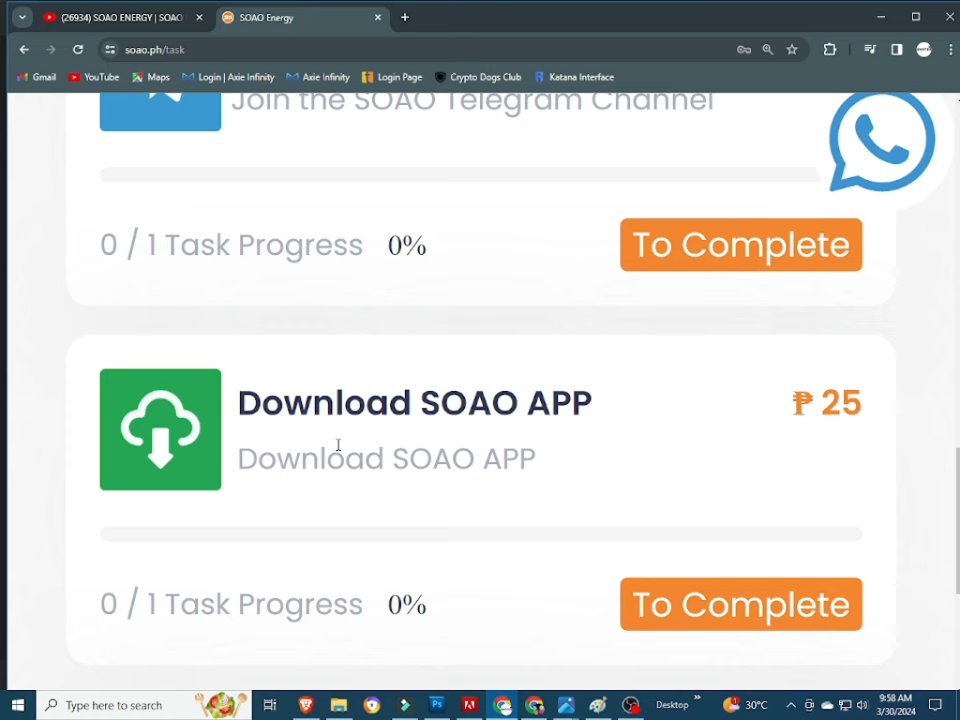 (26934) SOAO ENERGY | SOAO
SOAO Energy
soao.ph/task
Gmail
YouTube
Maps
Login | Axie Infinity
Axie Infinity
Login Page
Crypto Dogs Club
Katana Interface
Join the SOAO Telegram Channel
0 / 1 Task Progress 0%
To Complete
Download SOAO APP
₱ 25
Download SOAO APP
0 / 1 Task Progress 0%
To Complete
Type here to search
Desktop
30°C
9:58 AM
3/30/2024